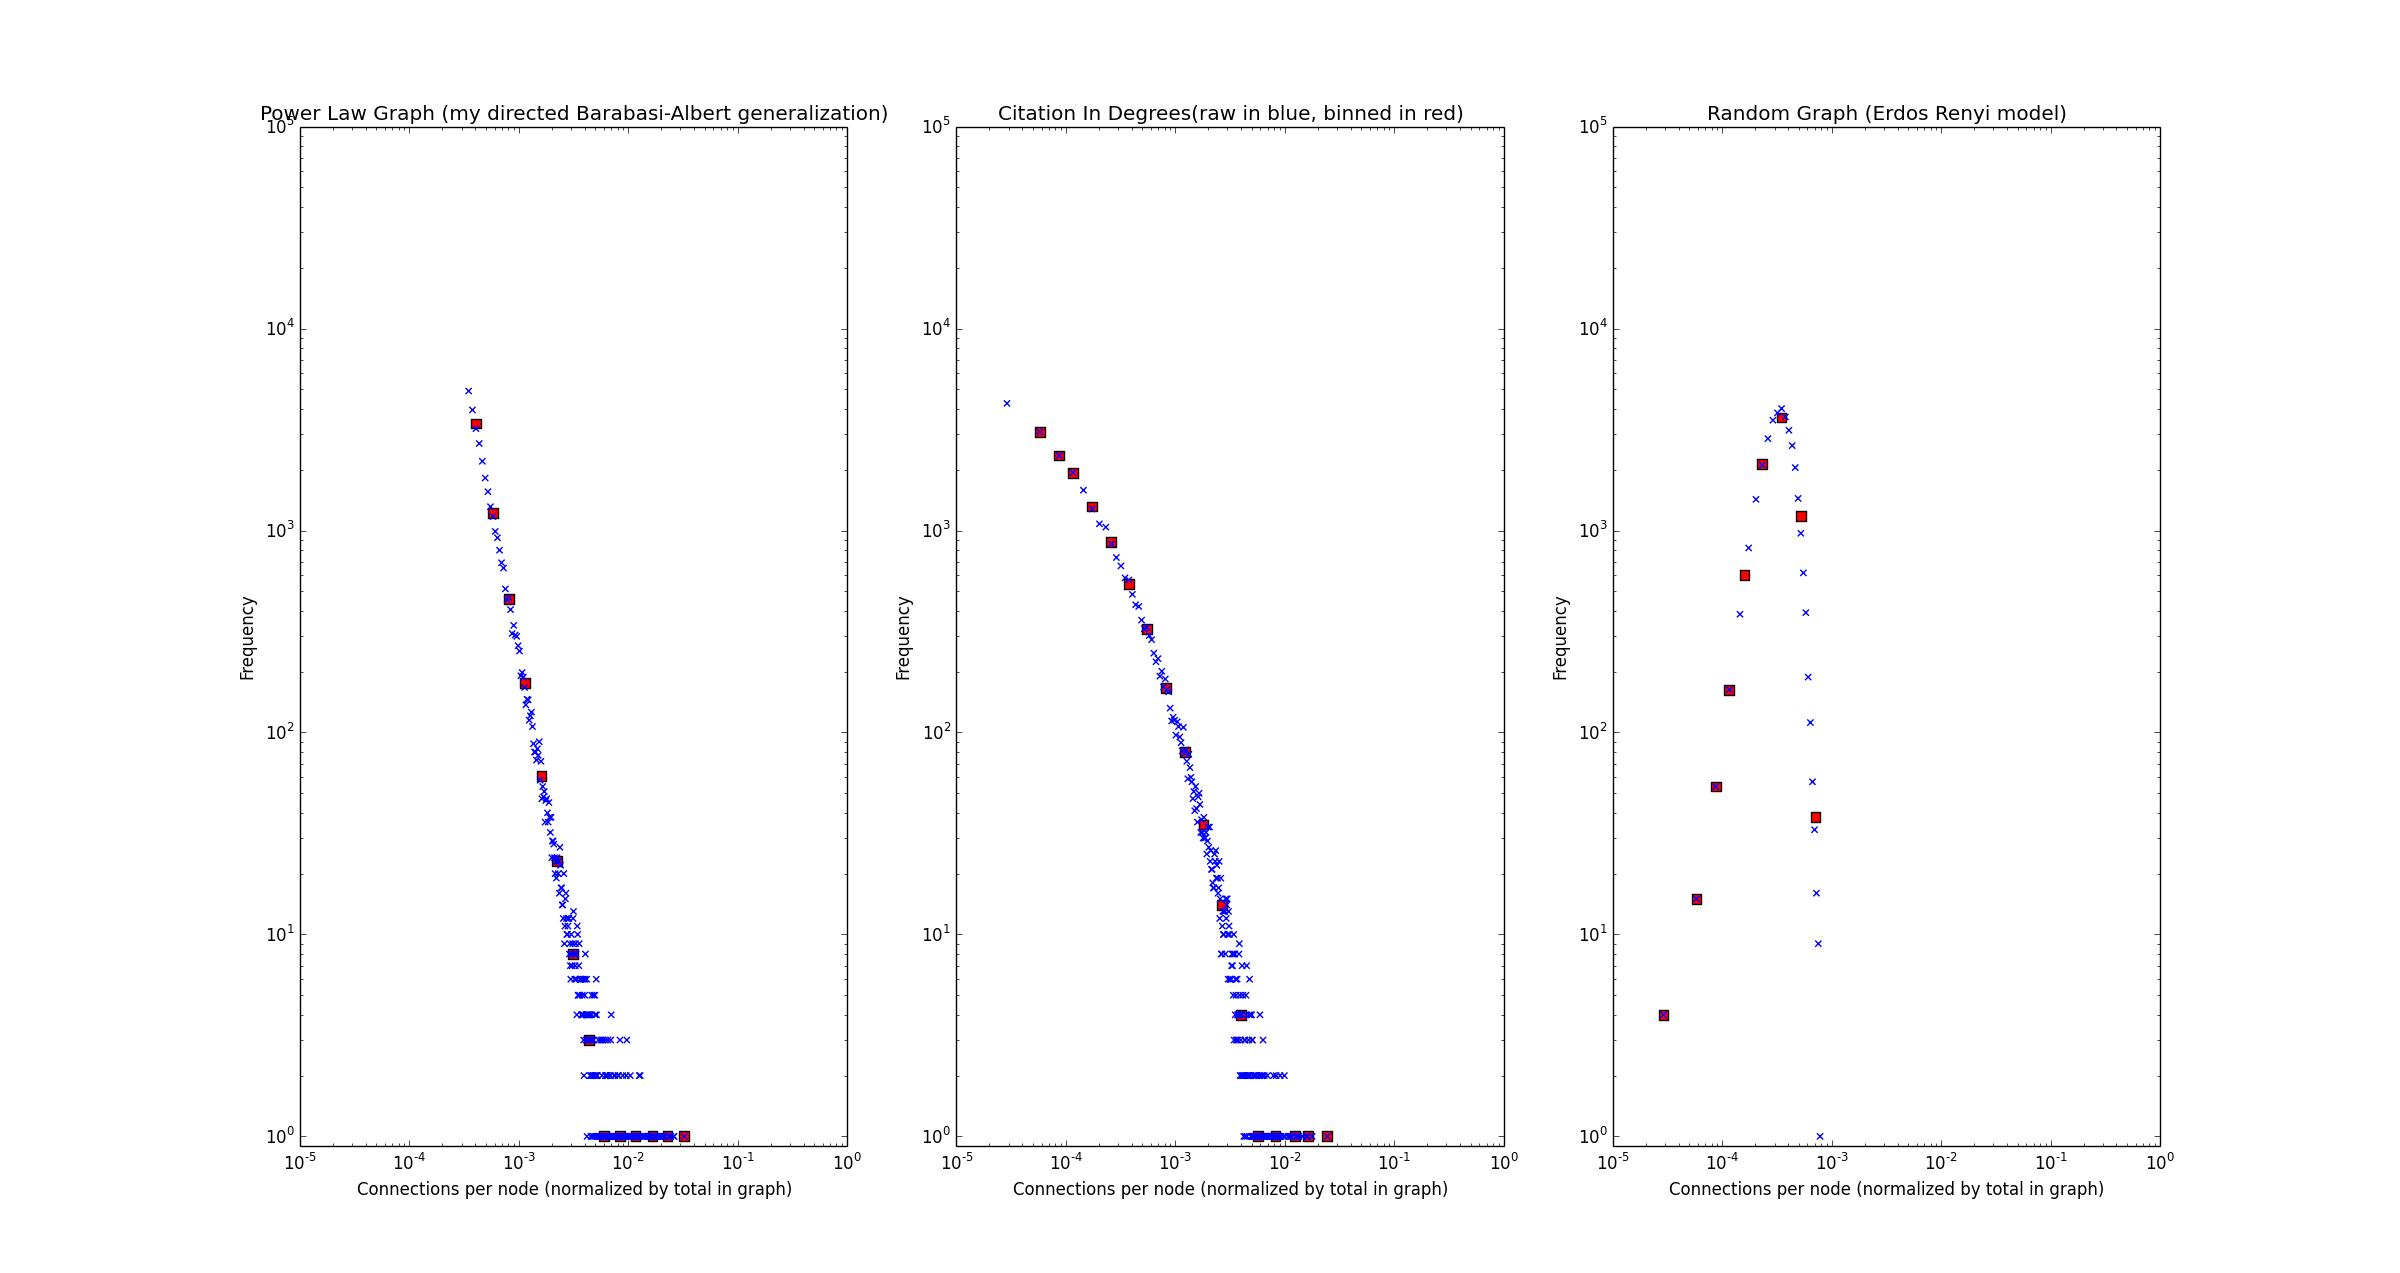 Power Law Graph (my directed Barabasi-Albert generalization)
10^5
10^4
10^3
10^2
10^1
10^0
Frequency
10^-5 10^-4 10^-3 10^-2 10^-1 10^0
Connections per node (normalized by total in graph)
Citation In Degrees(raw in blue, binned in red)
10^5
10^4
10^3
10^2
10^1
10^0
Frequency
10^-5 10^-4 10^-3 10^-2 10^-1 10^0
Connections per node (normalized by total in graph)
Random Graph (Erdos Renyi model)
10^5
10^4
10^3
10^2
10^1
10^0
Frequency
10^-5 10^-4 10^-3 10^-2 10^-1 10^0
Connections per node (normalized by total in graph)